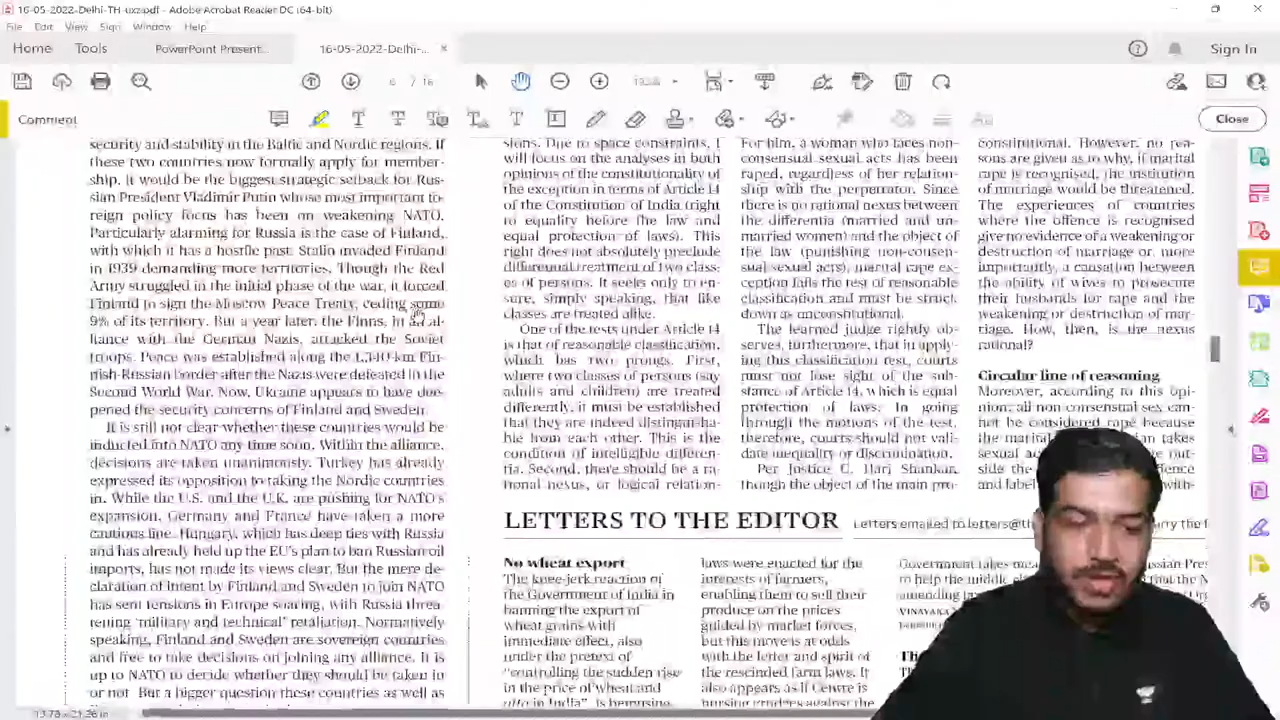 16-05-2022-Delhi-TH-uxz.pdf - Adobe Acrobat Reader DC (64-bit)
File Edit View Sign Window Help
Home Tools PowerPoint Present... 16-05-2022-Delhi-... × Sign In
6 / 16
Comment
Close
security and stability in the Baltic and Nordic regions. If
these two countries now formally apply for member-
ship, it would be the biggest strategic setback for Rus-
sian President Vladimir Putin whose most important fo-
reign policy focus has been on weakening NATO.
Particularly alarming for Russia is the case of Finland,
with which it has a hostile past. Stalin invaded Finland
in 1939 demanding more territories. Though the Red
Army struggled in the initial phase of the war, it forced
Finland to sign the Moscow Peace Treaty, ceding some
9% of its territory. But a year later, the Finns, in al-
liance with the German Nazis, attacked the Soviet
troops. Peace was established along the 1,340-km Fin-
nish-Russian border after the Nazis were defeated in the
Second World War. Now, Ukraine appears to have dee-
pened the security concerns of Finland and Sweden.
It is still not clear whether these countries would be
inducted into NATO any time soon. Within the alliance,
decisions are taken unanimously. Turkey has already
expressed its opposition to taking the Nordic countries
in. While the U.S. and the U.K. are pushing for NATO's
expansion, Germany and France have taken a more
cautious line. Hungary, which has deep ties with Russia
and has already held up the EU's plan to ban Russian oil
imports, has not made its views clear. But the mere de-
claration of intent by Finland and Sweden to join NATO
has sent tensions in Europe soaring, with Russia threa-
tening 'military and technical' retaliation. Normatively
speaking, Finland and Sweden are sovereign countries
and free to take decisions on joining any alliance. It is
up to NATO to decide whether they should be taken in
or not. But a bigger question these countries as well as
sions. Due to space constraints, I
will focus on the analyses in both
opinions of the constitutionality of
the exception in terms of Article 14
of the Constitution of India (right
to equality before the law and
equal protection of laws). This
right does not absolutely preclude
differential treatment of two class-
es of persons. It seeks only to en-
sure, simply speaking, that like
classes are treated alike.
One of the tests under Article 14
is that of reasonable classification,
which has two prongs. First,
where two classes of persons (say
adults and children) are treated
differently, it must be established
that they are indeed distinguisha-
ble from each other. This is the
condition of intelligible differen-
tia. Second, there should be a ra-
tional nexus, or logical relation-
For him, a woman who faces non-
consensual sexual acts has been
raped, regardless of her relation-
ship with the perpetrator. Since
there is no rational nexus between
the differentia (married and un-
married women) and the object of
the law (punishing non-consen-
sual sexual acts), marital rape ex-
ception fails the test of reasonable
classification and must be struck
down as unconstitutional.
The learned judge rightly ob-
serves, furthermore, that in apply-
ing this classification test, courts
must not lose sight of the sub-
stance of Article 14, which is equal
protection of laws. In going
through the motions of the test,
therefore, courts should not vali-
date inequality or discrimination.
Per Justice C. Hari Shankar,
though the object of the main pro-
constitutional. However, no rea-
sons are given as to why, if marital
rape is recognised, the institution
of marriage would be threatened.
The experiences of countries
where the offence is recognised
give no evidence of a weakening or
destruction of marriage or, more
importantly, a causation between
the ability of wives to prosecute
their husbands for rape and the
weakening or destruction of mar-
riage. How, then, is the nexus
rational?
Circular line of reasoning
Moreover, according to this opi-
nion, all non-consensual sex can-
not be considered rape because
the marital takes
sexual out-
side the
and label with-
LETTERS TO THE EDITOR Letters emailed to letters@th
No wheat export
The knee-jerk reaction of
the Government of India in
banning the export of
wheat grains with
immediate effect, also
under the pretext of
"controlling the sudden rise
in the price of wheat and
laws were enacted for the
interests of farmers,
enabling them to sell their
produce on the prices
guided by market forces,
but this move is at odds
with the letter and spirit of
the rescinded farm laws. It
also appears as if Centre is
to help the middle
13.78 x 21.26 in